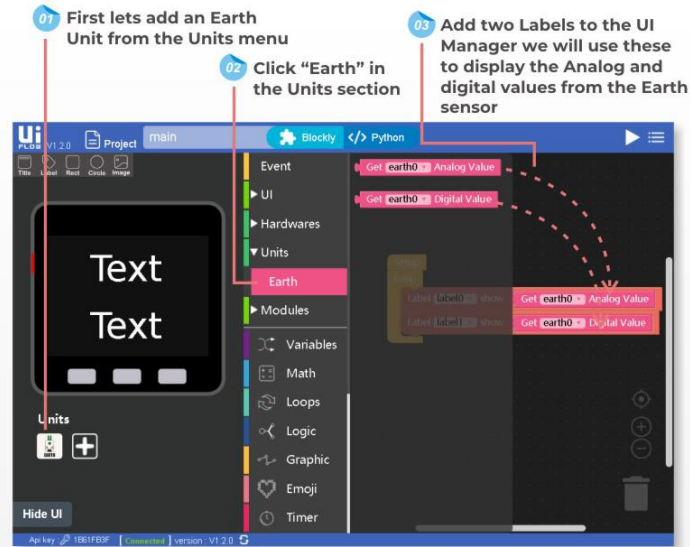 01 First lets add an Earth
Unit from the Units menu
02 Click “Earth” in
the Units section
03 Add two Labels to the UI
Manager we will use these
to display the Analog and
digital values from the Earth
sensor
Ui
FLOW V1.2.0
Project
main
Blockly
</> Python
Title Label Rect Circle Image
Text
Text
Units
EARTH
Hide UI
Event
UI
Hardwares
Units
Earth
Modules
Variables
Math
Loops
Logic
Graphic
Emoji
Timer
Get earth0 Analog Value
Get earth0 Digital Value
Setup
Label label0 show Get earth0 Analog Value
Label label1 show Get earth0 Digital Value
Api key : 1B61FB3F [ Connected ] version : V1.2.0